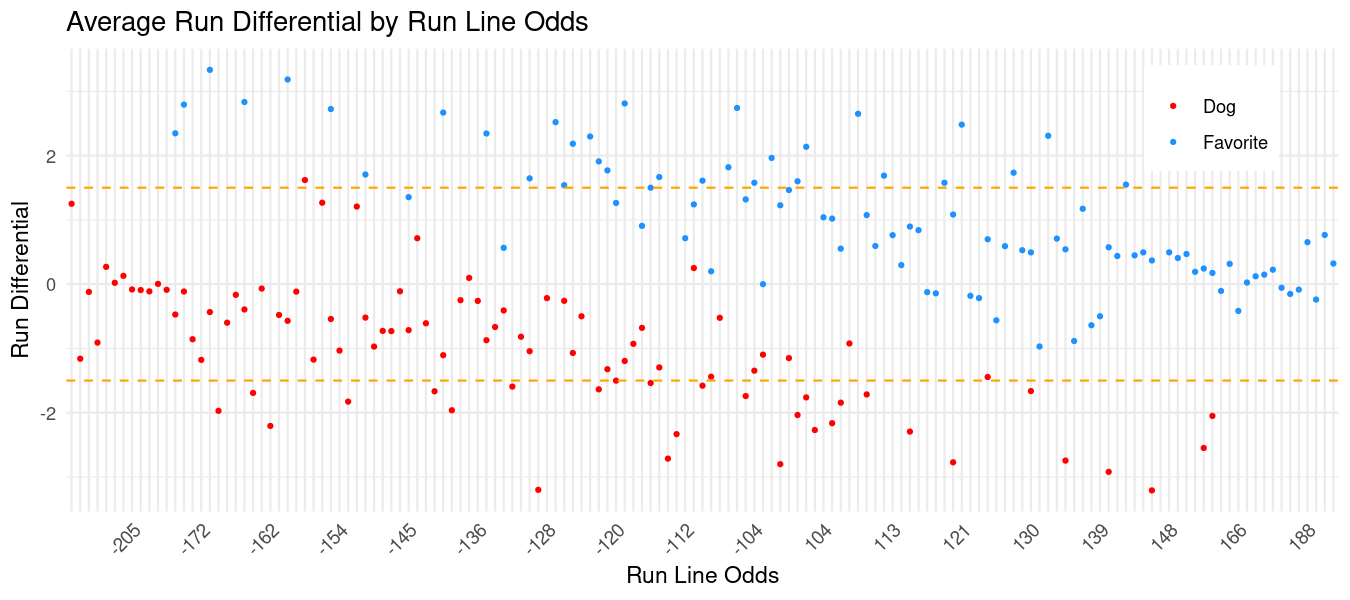 Average Run Differential by Run Line Odds
Dog
Favorite
2
0
-2
Run Differential
-205 -172 -162 -154 -145 -136 -128 -120 -112 -104 104 113 121 130 139 148 166 188
Run Line Odds